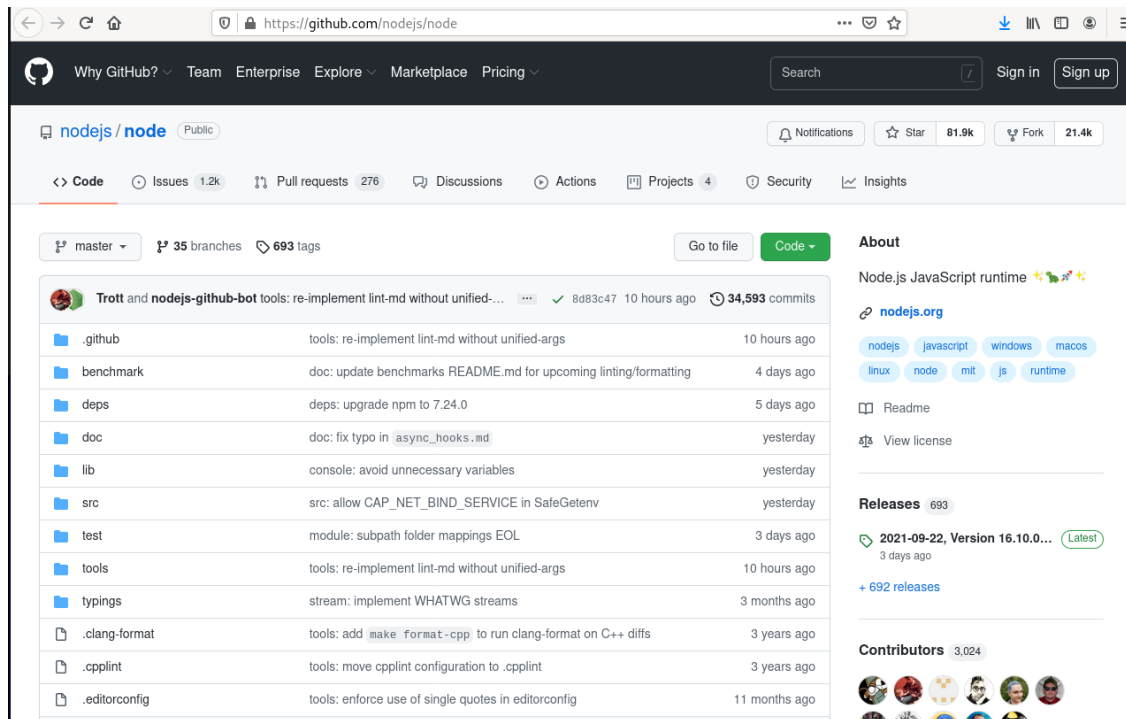 https://github.com/nodejs/node
Why GitHub? Team Enterprise Explore Marketplace Pricing Search / Sign in Sign up
nodejs / node Public Notifications Star 81.9k Fork 21.4k
<> Code Issues 1.2k Pull requests 276 Discussions Actions Projects 4 Security Insights
master 35 branches 693 tags Go to file Code
Trott and nodejs-github-bot tools: re-implement lint-md without unified-... ... 8d83c47 10 hours ago 34,593 commits
.github tools: re-implement lint-md without unified-args 10 hours ago
benchmark doc: update benchmarks README.md for upcoming linting/formatting 4 days ago
deps deps: upgrade npm to 7.24.0 5 days ago
doc doc: fix typo in async_hooks.md yesterday
lib console: avoid unnecessary variables yesterday
src src: allow CAP_NET_BIND_SERVICE in SafeGetenv yesterday
test module: subpath folder mappings EOL 3 days ago
tools tools: re-implement lint-md without unified-args 10 hours ago
typings stream: implement WHATWG streams 3 months ago
.clang-format tools: add make format-cpp to run clang-format on C++ diffs 3 years ago
.cpplint tools: move cpplint configuration to .cpplint 3 years ago
.editorconfig tools: enforce use of single quotes in editorconfig 11 months ago
About
Node.js JavaScript runtime ✨🐢🚀✨
nodejs.org
nodejs javascript windows macos
linux node mit js runtime
Readme
View license
Releases 693
2021-09-22, Version 16.10.0... Latest
3 days ago
+ 692 releases
Contributors 3,024